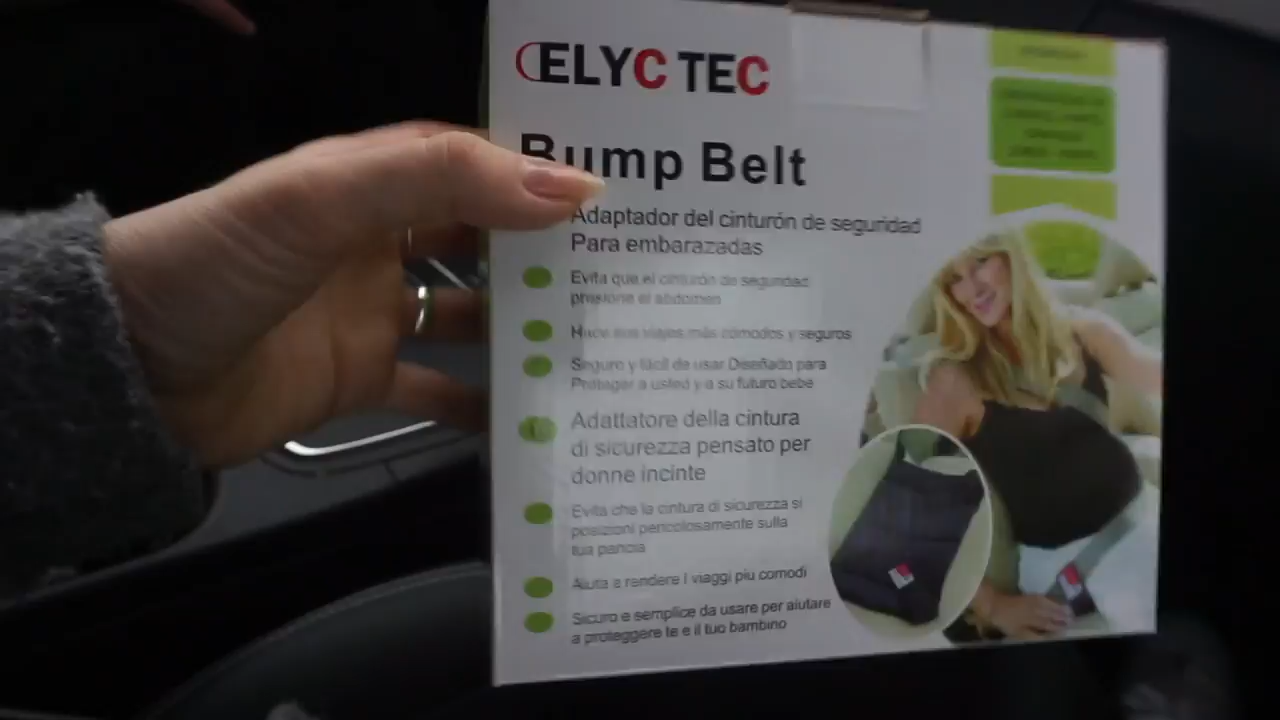 CELYC TEC
Bump Belt
Adaptador del cinturón de seguridad
Para embarazadas
Evita que el cinturón de seguridad
presione el abdomen
Hace sus viajes más cómodos y seguros
Seguro y fácil de usar Diseñado para
Proteger a usted y a su futuro bebe
Adattatore della cintura
di sicurezza pensato per
donne incinte
Evita che la cintura di sicurezza si
posizioni pericolosamente sulla
tua pancia
Aiuta a rendere i viaggi piu comodi
Sicuro e semplice da usare per aiutare
a proteggere te e il tuo bambino